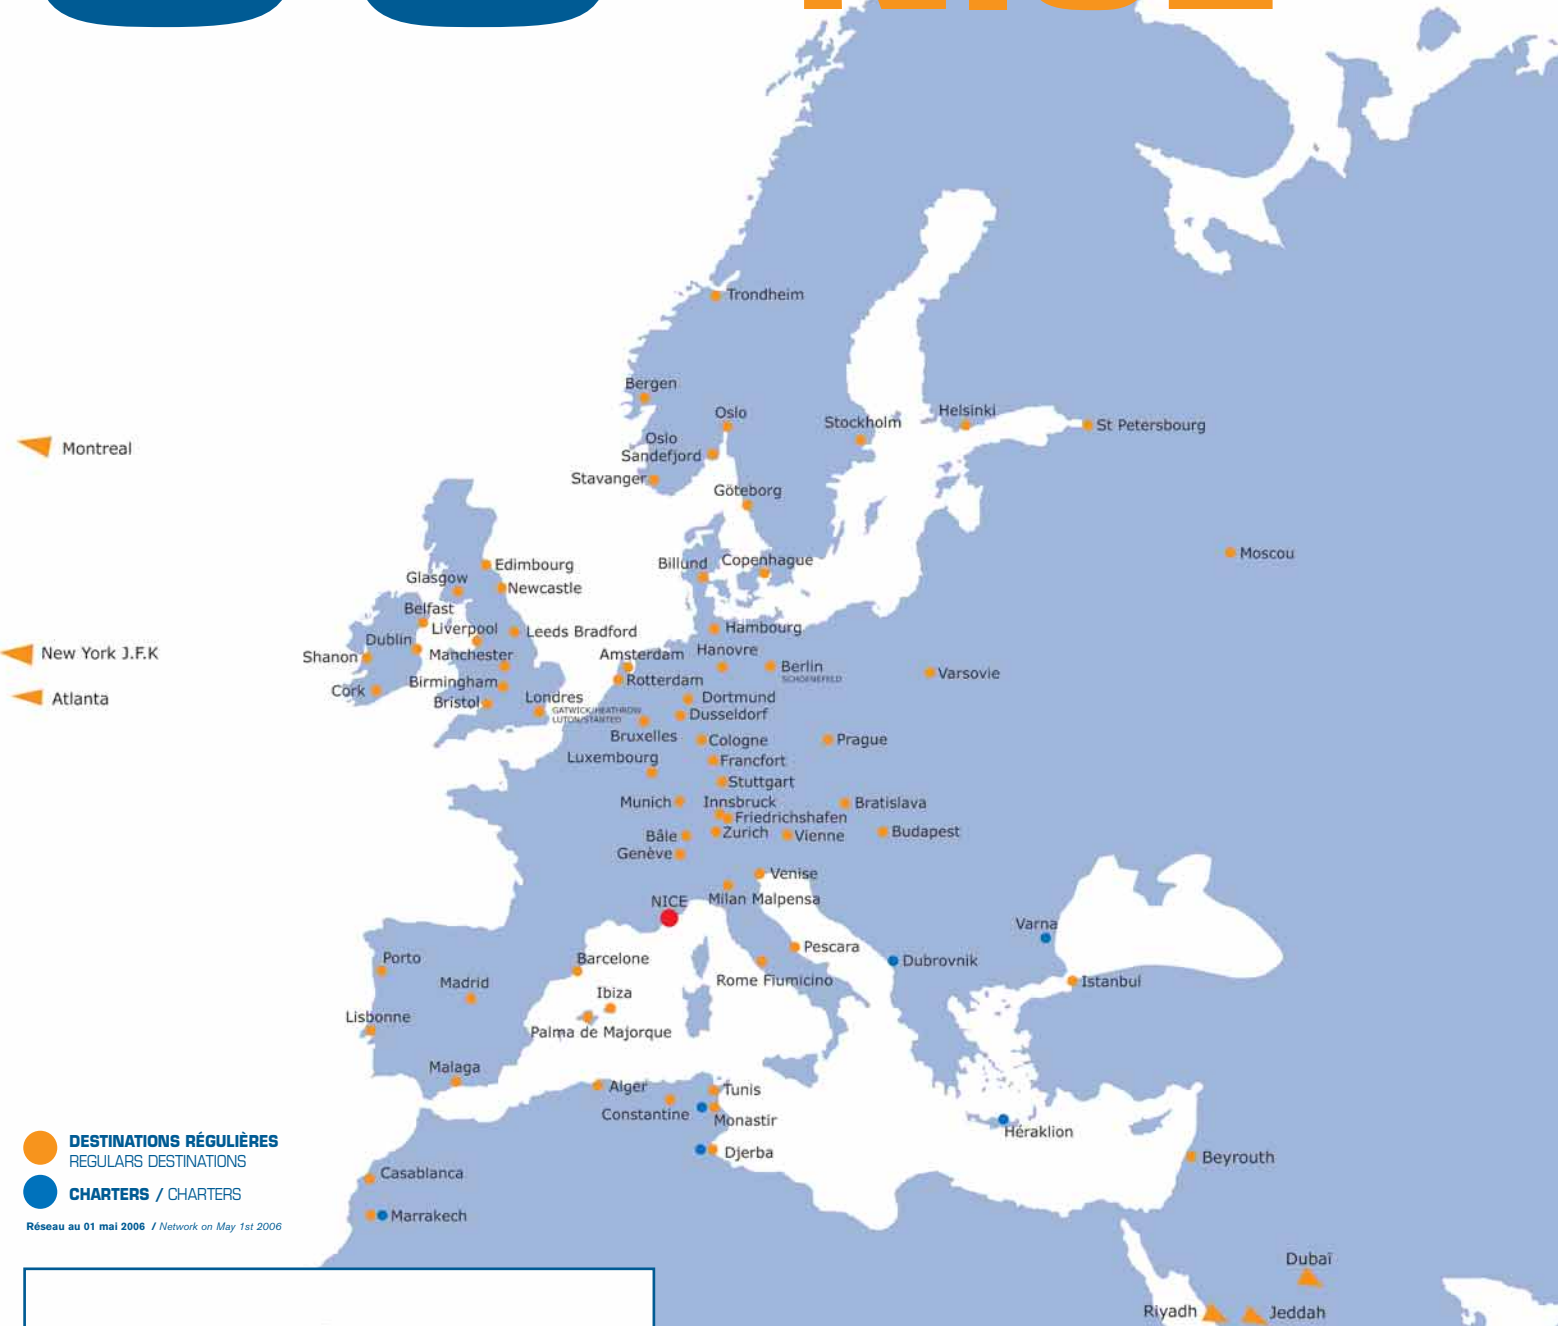 Trondheim
Bergen
Oslo
Stockholm
Helsinki
St Petersbourg
Oslo
Sandefjord
Montreal
Stavanger
Göteborg
Moscou
Edimbourg
Billund
Copenhague
Glasgow
Newcastle
Belfast
Liverpool
Leeds Bradford
Hambourg
Dublin
New York J.F.K
Shanon
Manchester
Amsterdam
Hanovre
Berlin
SCHOENEFELD
Varsovie
Birmingham
Rotterdam
Cork
Atlanta
Bristol
Londres
GATWICK/HEATHROW
LUTON/STANTED
Dortmund
Dusseldorf
Bruxelles
Cologne
Prague
Luxembourg
Francfort
Stuttgart
Munich
Innsbruck
Bratislava
Friedrichshafen
Bâle
Zurich
Vienne
Budapest
Genève
Venise
NICE
Milan Malpensa
Varna
Porto
Barcelone
Pescara
Dubrovnik
Madrid
Rome Fiumicino
Istanbul
Ibiza
Lisbonne
Palma de Majorque
Malaga
Alger
Tunis
Constantine
Monastir
Héraklion
DESTINATIONS RÉGULIÈRES
REGULARS DESTINATIONS
Djerba
Beyrouth
Casablanca
CHARTERS / CHARTERS
Marrakech
Réseau au 01 mai 2006 / Network on May 1st 2006
Dubaï
Riyadh
Jeddah